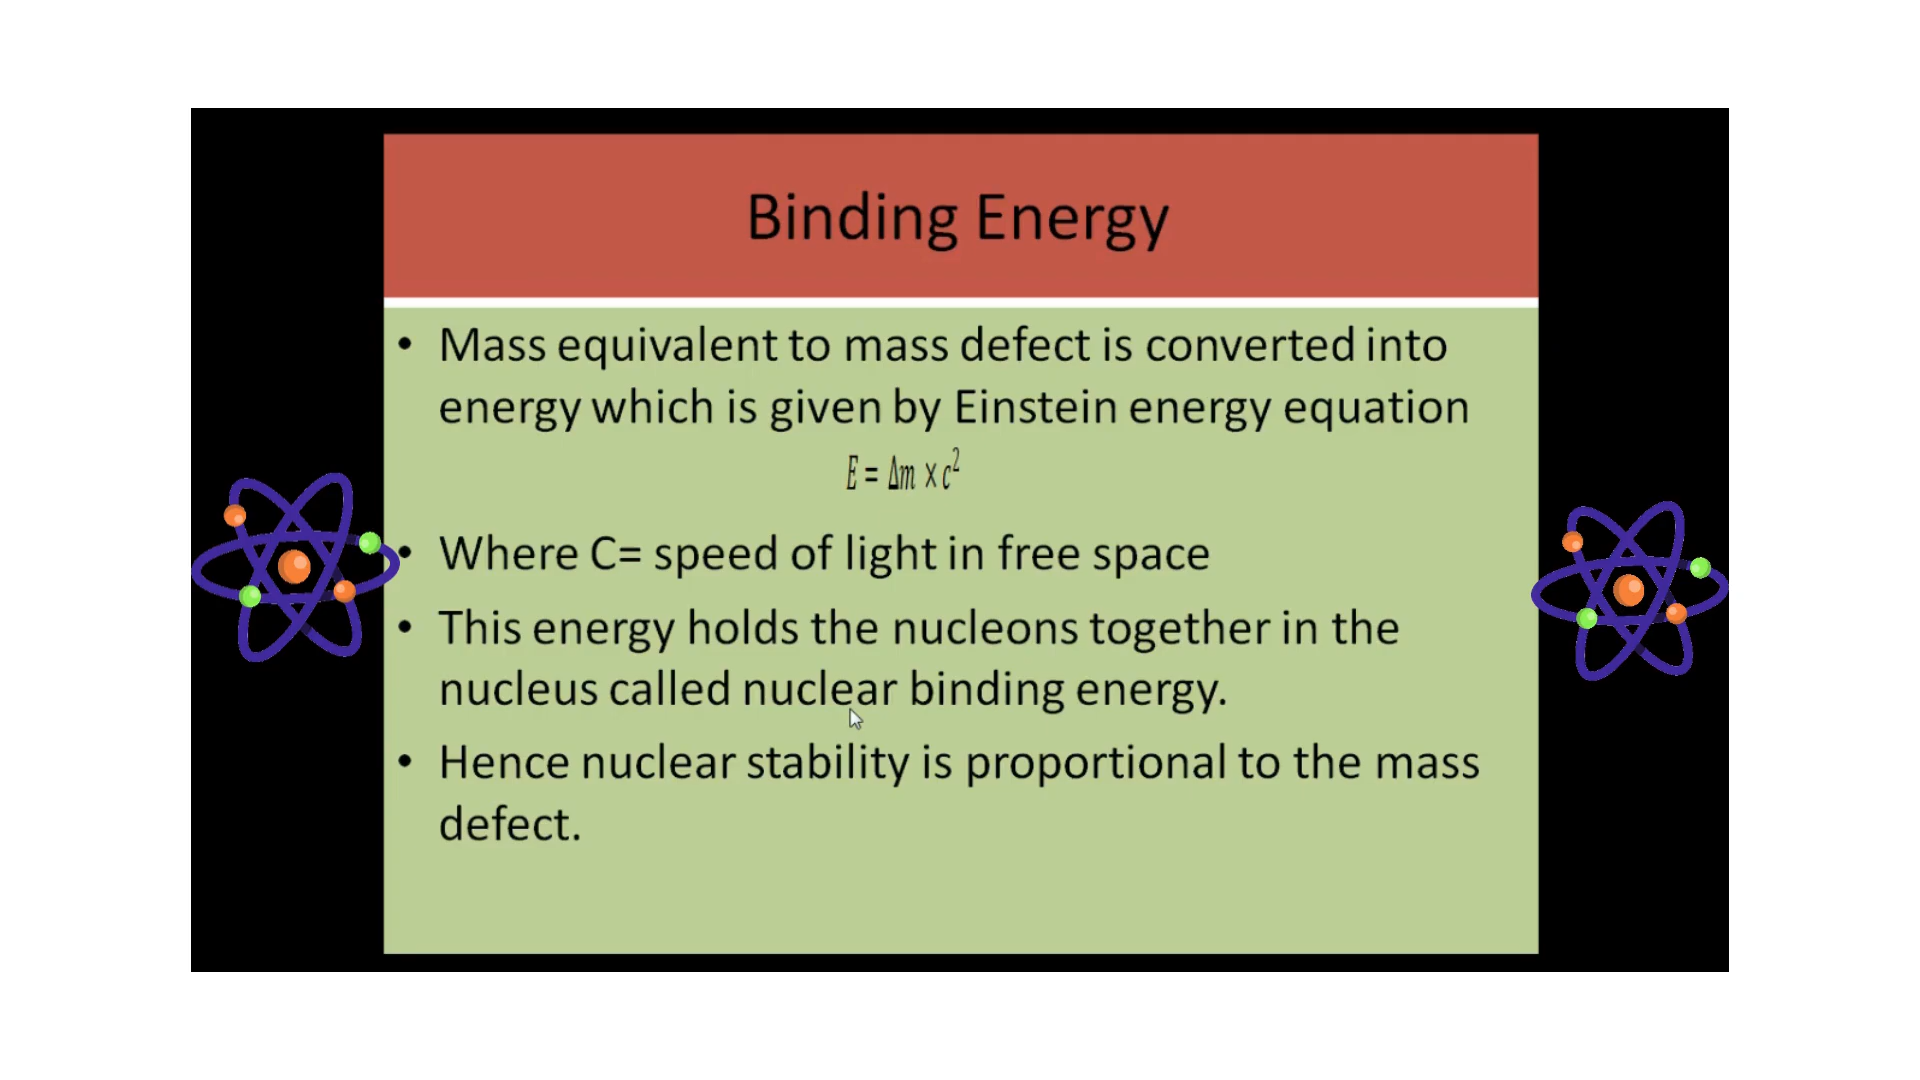 Binding Energy
• Mass equivalent to mass defect is converted into
energy which is given by Einstein energy equation
E = Δm × c²
• Where C= speed of light in free space
• This energy holds the nucleons together in the
nucleus called nuclear binding energy.
• Hence nuclear stability is proportional to the mass
defect.